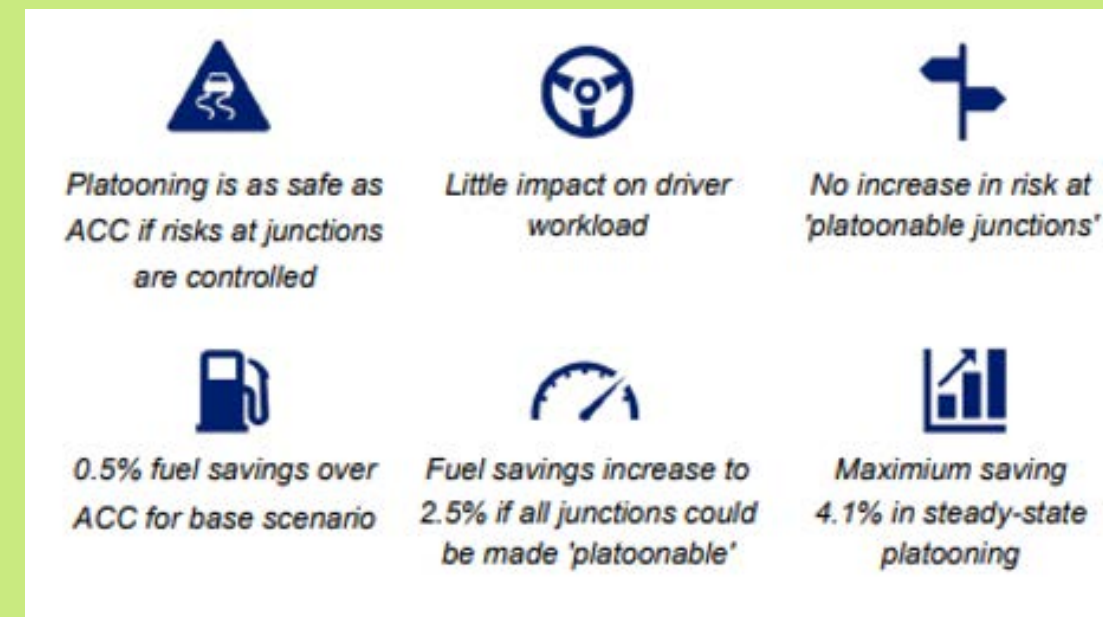 Platooning is as safe as
ACC if risks at junctions
are controlled
Little impact on driver
workload
No increase in risk at
'platoonable junctions'
0.5% fuel savings over
ACC for base scenario
Fuel savings increase to
2.5% if all junctions could
be made 'platoonable'
Maximium saving
4.1% in steady-state
platooning